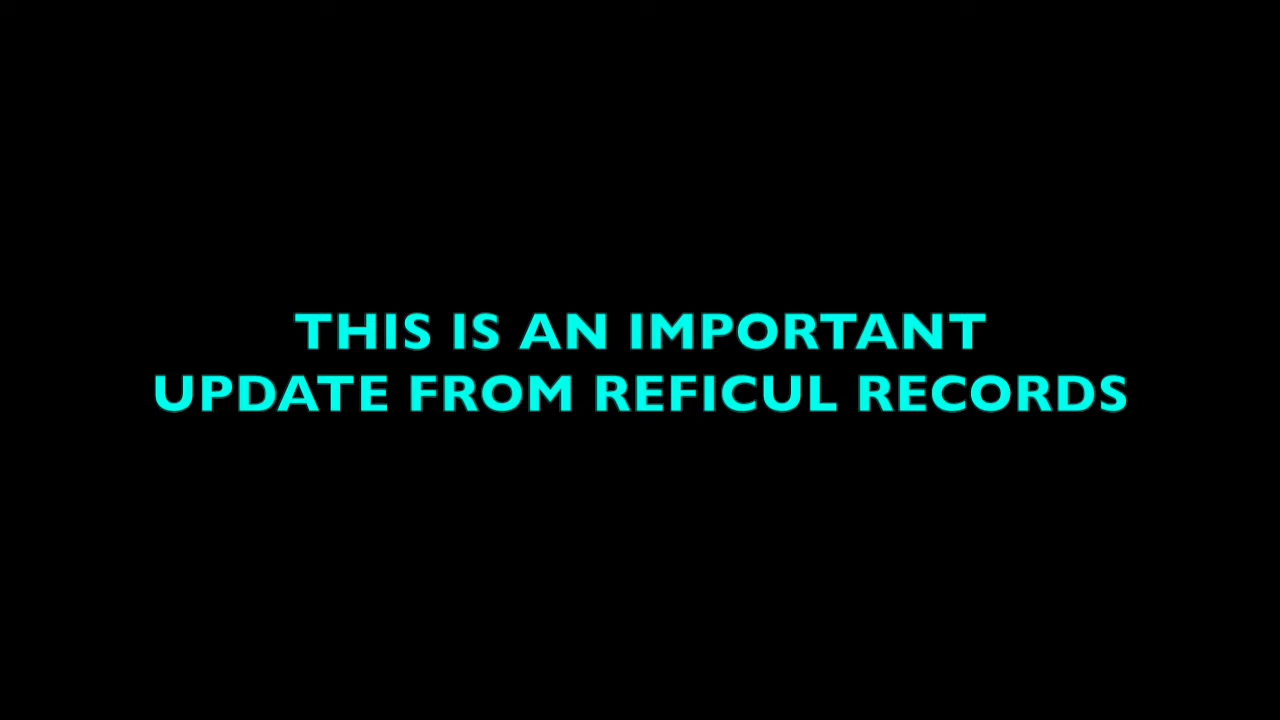 THIS IS AN IMPORTANT
UPDATE FROM REFICUL RECORDS